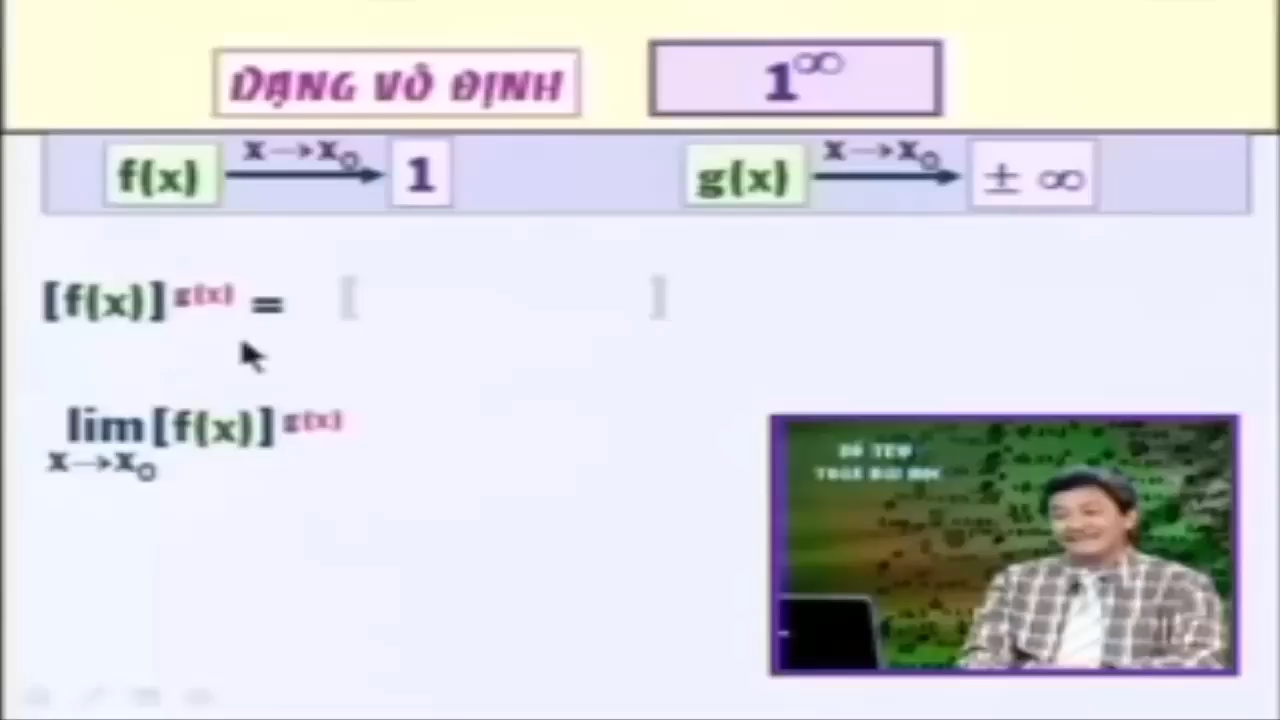 DẠNG VÔ ĐỊNH 1^∞
f(x) x→x₀ 1 g(x) x→x₀ ± ∞
[f(x)]^g(x) = [ ]
lim [f(x)]^g(x)
x→x₀